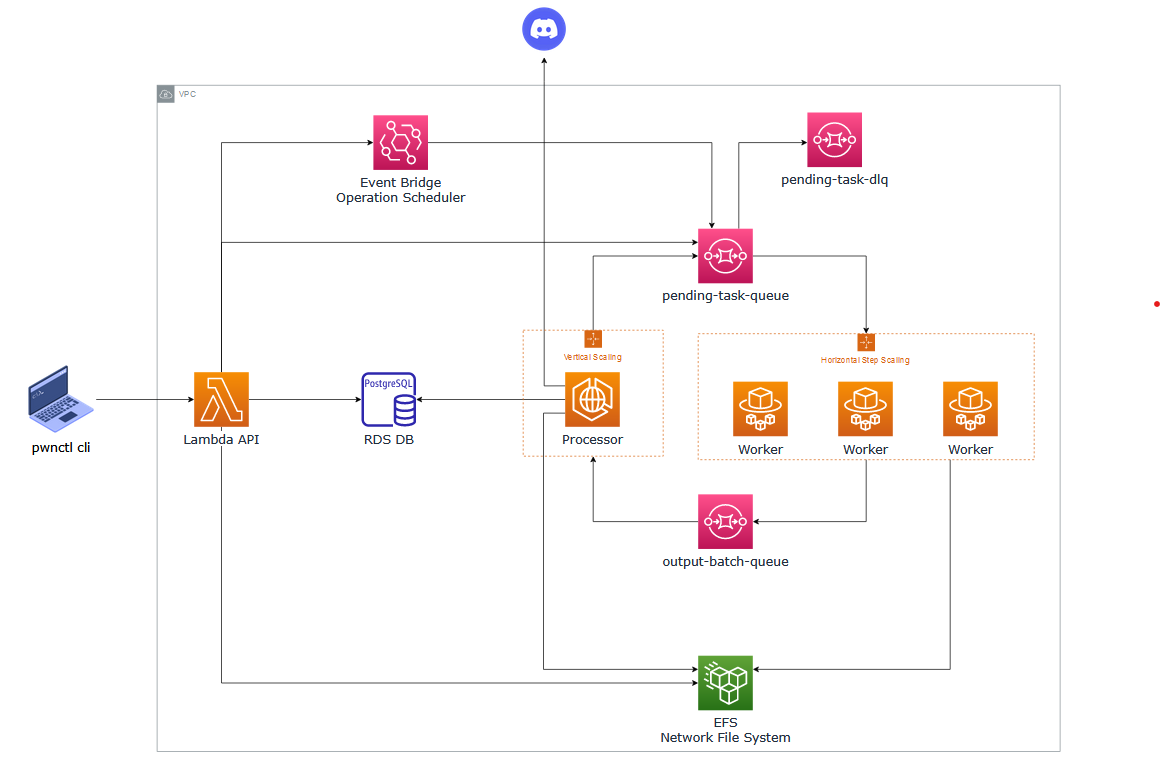 VPC
Event Bridge
Operation Scheduler
pending-task-dlq
pending-task-queue
Vertical Scaling
Horizontal Step Scaling
PostgreSQL
pwnctl cli
Lambda API
RDS DB
Processor
Worker
Worker
Worker
output-batch-queue
EFS
Network File System